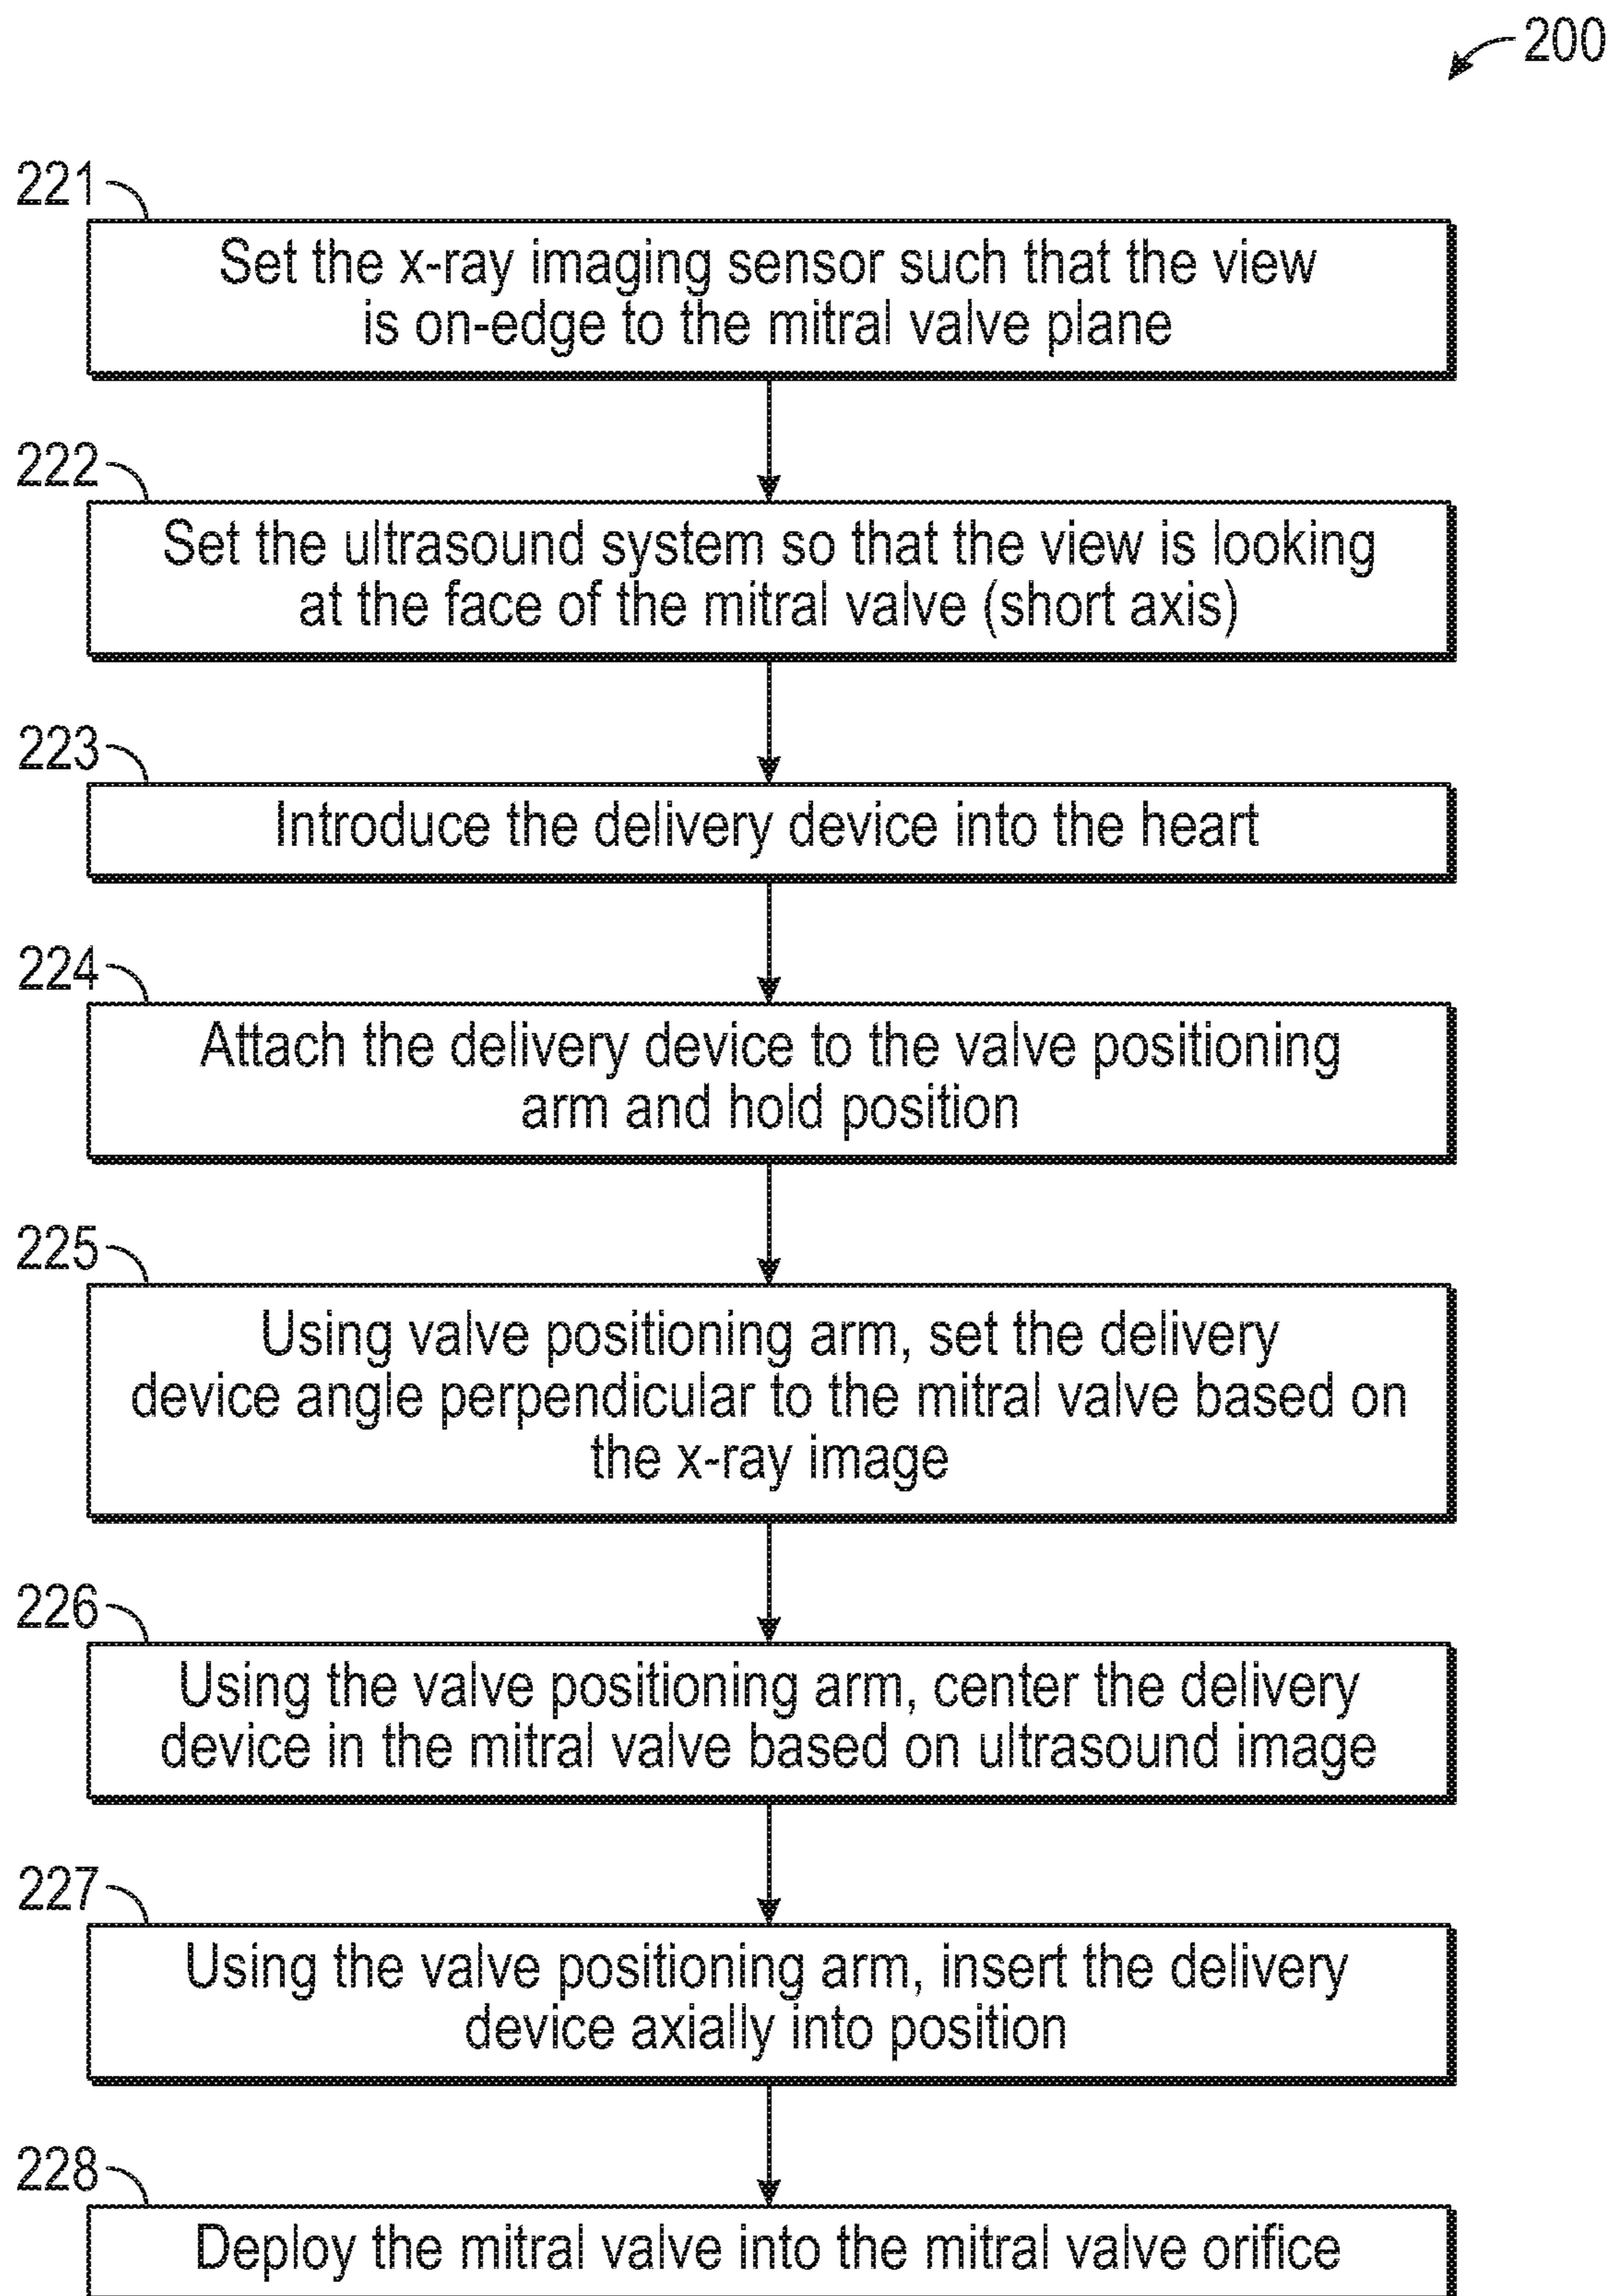 200
221
Set the x-ray imaging sensor such that the view
is on-edge to the mitral valve plane
222
Set the ultrasound system so that the view is looking
at the face of the mitral valve (short axis)
223
Introduce the delivery device into the heart
224
Attach the delivery device to the valve positioning
arm and hold position
225
Using valve positioning arm, set the delivery
device angle perpendicular to the mitral valve based on
the x-ray image
226
Using the valve positioning arm, center the delivery
device in the mitral valve based on ultrasound image
227
Using the valve positioning arm, insert the delivery
device axially into position
228
Deploy the mitral valve into the mitral valve orifice